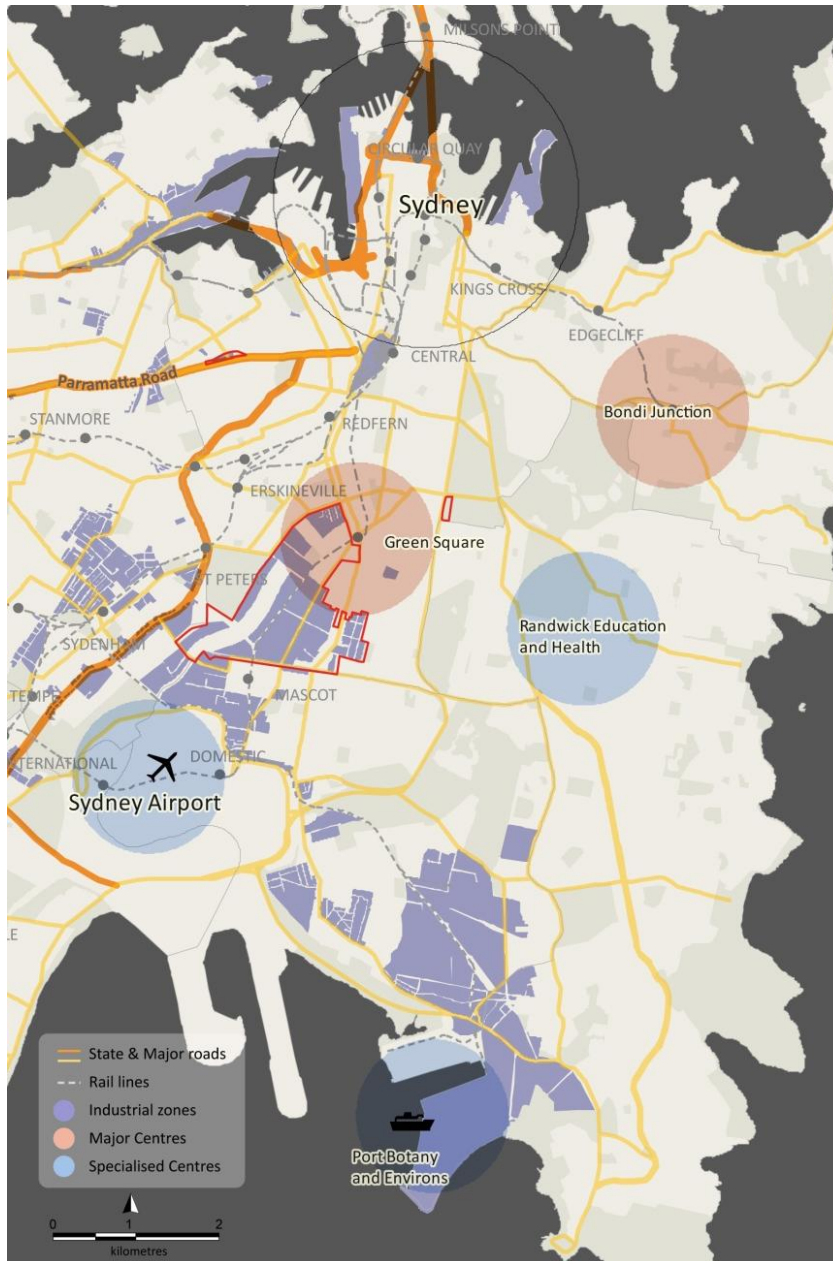 MILSONS POINT
CIRCULAR QUAY
Sydney
KINGS CROSS
EDGECLIFF
CENTRAL
Parramatta Road
Bondi Junction
STANMORE
REDFERN
ERSKINEVILLE
Green Square
ST PETERS
Randwick Education
and Health
SYDENHAM
TEMPE
MASCOT
DOMESTIC
INTERNATIONAL
Sydney Airport
LE
State & Major roads
Rail lines
Industrial zones
Major Centres
Specialised Centres
Port Botany
and Environs
0 1 2
kilometres